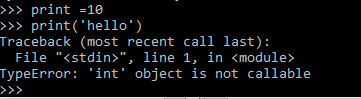 >>> print =10
>>> print('hello')
Traceback (most recent call last):
  File "<stdin>", line 1, in <module>
TypeError: 'int' object is not callable
>>>